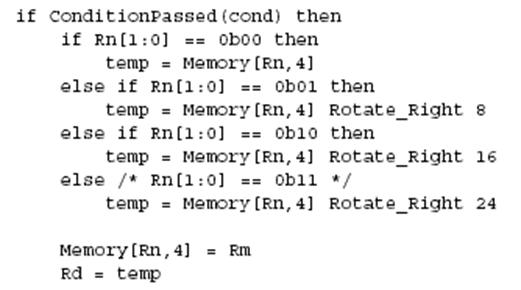 if ConditionPassed(cond) then
if Rn[1:0] == 0b00 then
temp = Memory[Rn,4]
else if Rn[1:0] == 0b01 then
temp = Memory[Rn,4] Rotate_Right 8
else if Rn[1:0] == 0b10 then
temp = Memory[Rn,4] Rotate_Right 16
else /* Rn[1:0] == 0b11 */
temp = Memory[Rn,4] Rotate_Right 24
Memory[Rn,4] = Rm
Rd = temp